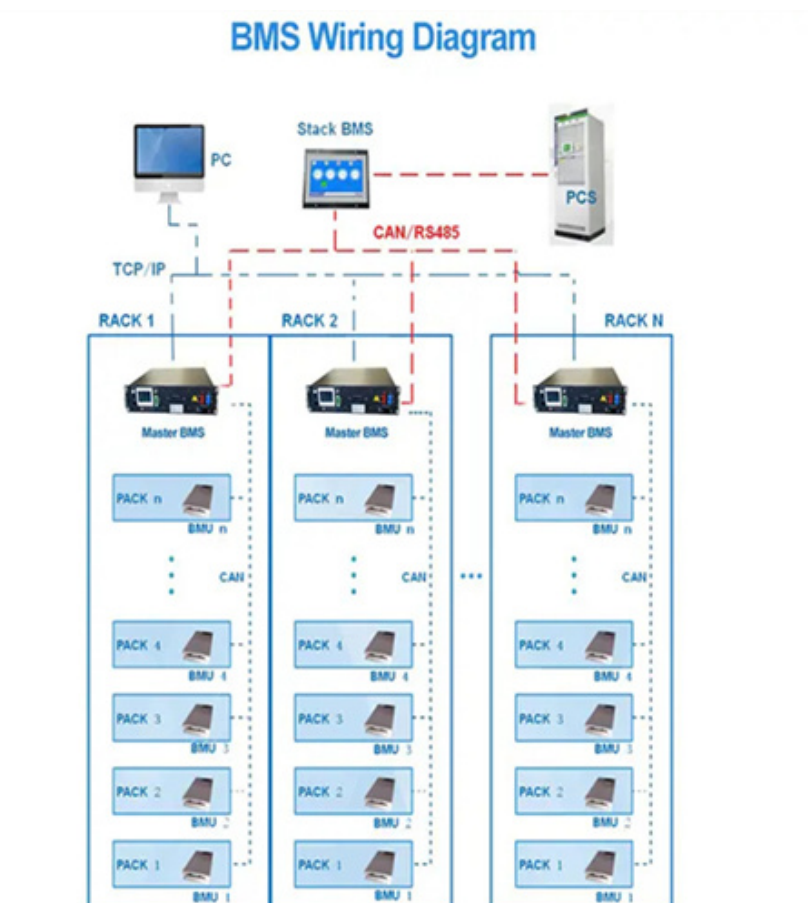 BMS Wiring Diagram
Stack BMS
PC
PCS
CAN/RS485
TCP/IP
RACK 1
RACK 2
RACK N
Master BMS
Master BMS
Master BMS
PACK n
PACK n
PACK n
BMU n
BMU n
BMU n
CAN
CAN
CAN
PACK 4
PACK 4
PACK 4
BMU 4
BMU 4
BMU 4
PACK 3
PACK 3
PACK 3
BMU 3
BMU 3
BMU 3
PACK 2
PACK 2
PACK 2
BMU 2
BMU 2
BMU 2
PACK 1
PACK 1
PACK 1
BMU 1
BMU 1
BMU 1